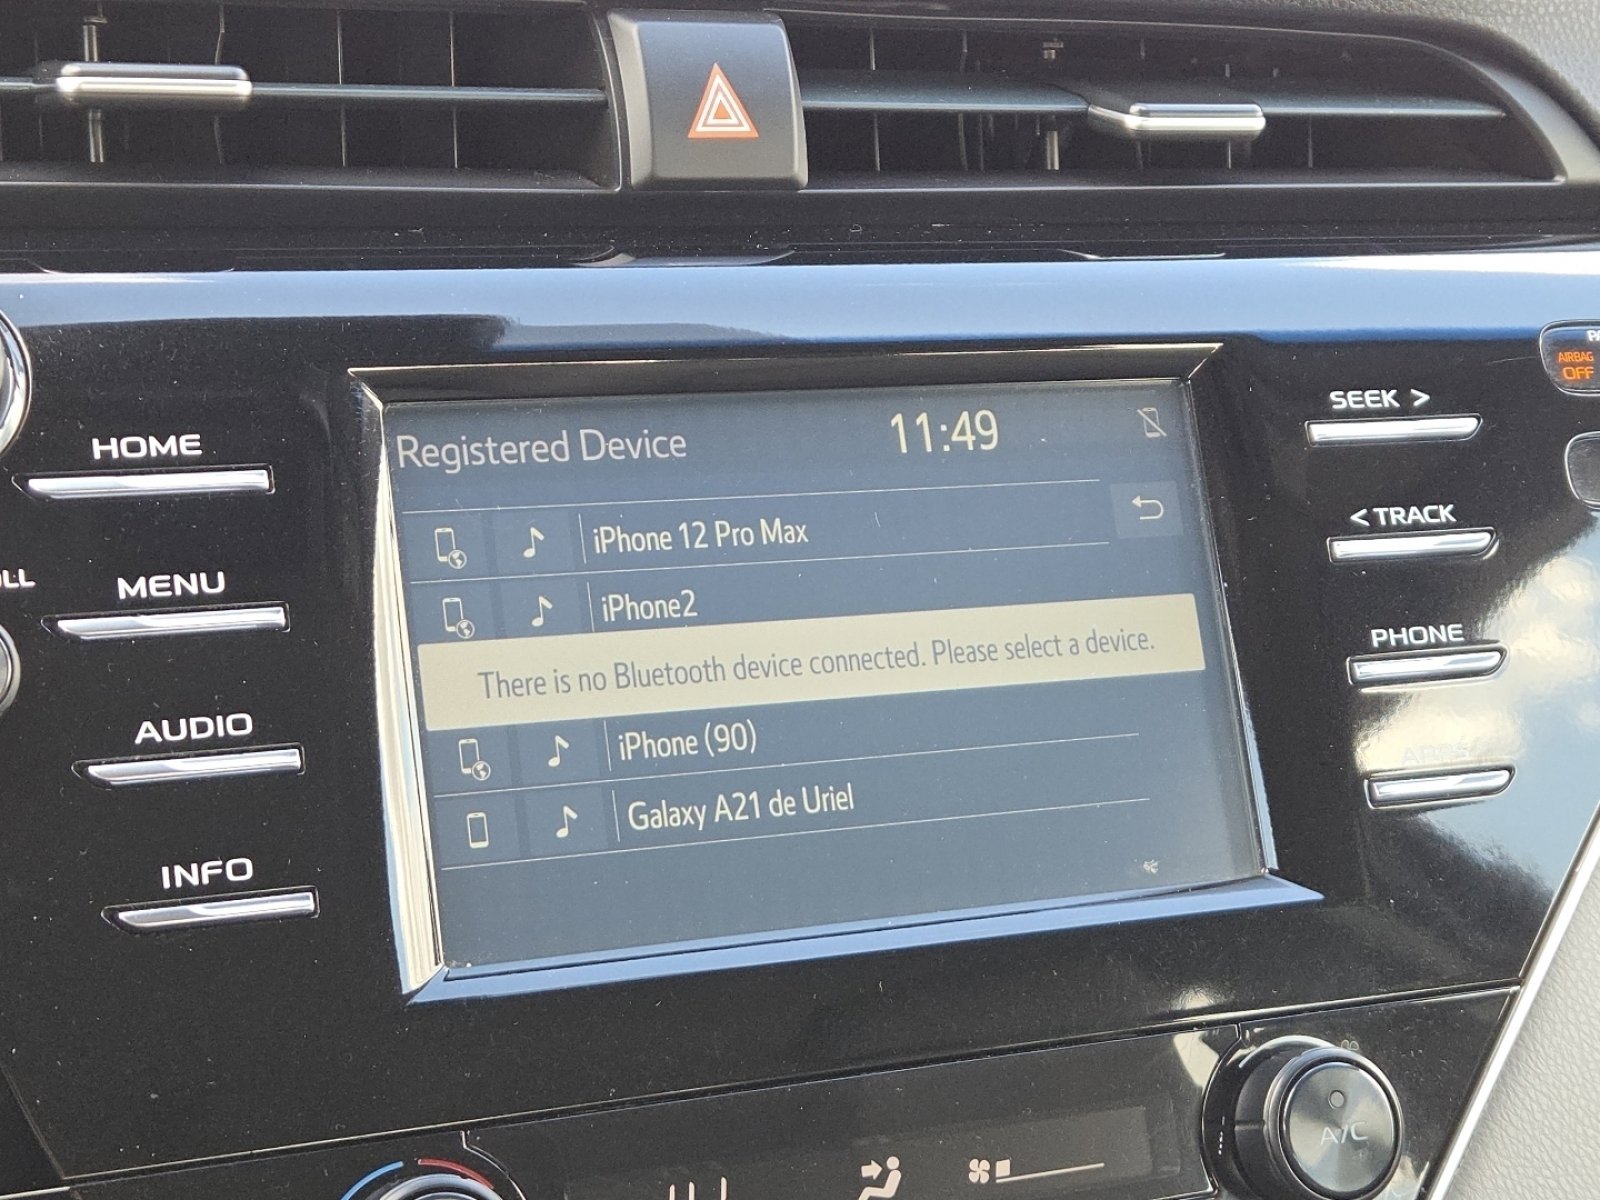 HOME
MENU
AUDIO
INFO
Registered Device
11:49
iPhone 12 Pro Max
iPhone2
There is no Bluetooth device connected. Please select a device.
iPhone (90)
Galaxy A21 de Uriel
SEEK >
< TRACK
PHONE
APPS
AIRBAG
OFF
A/C